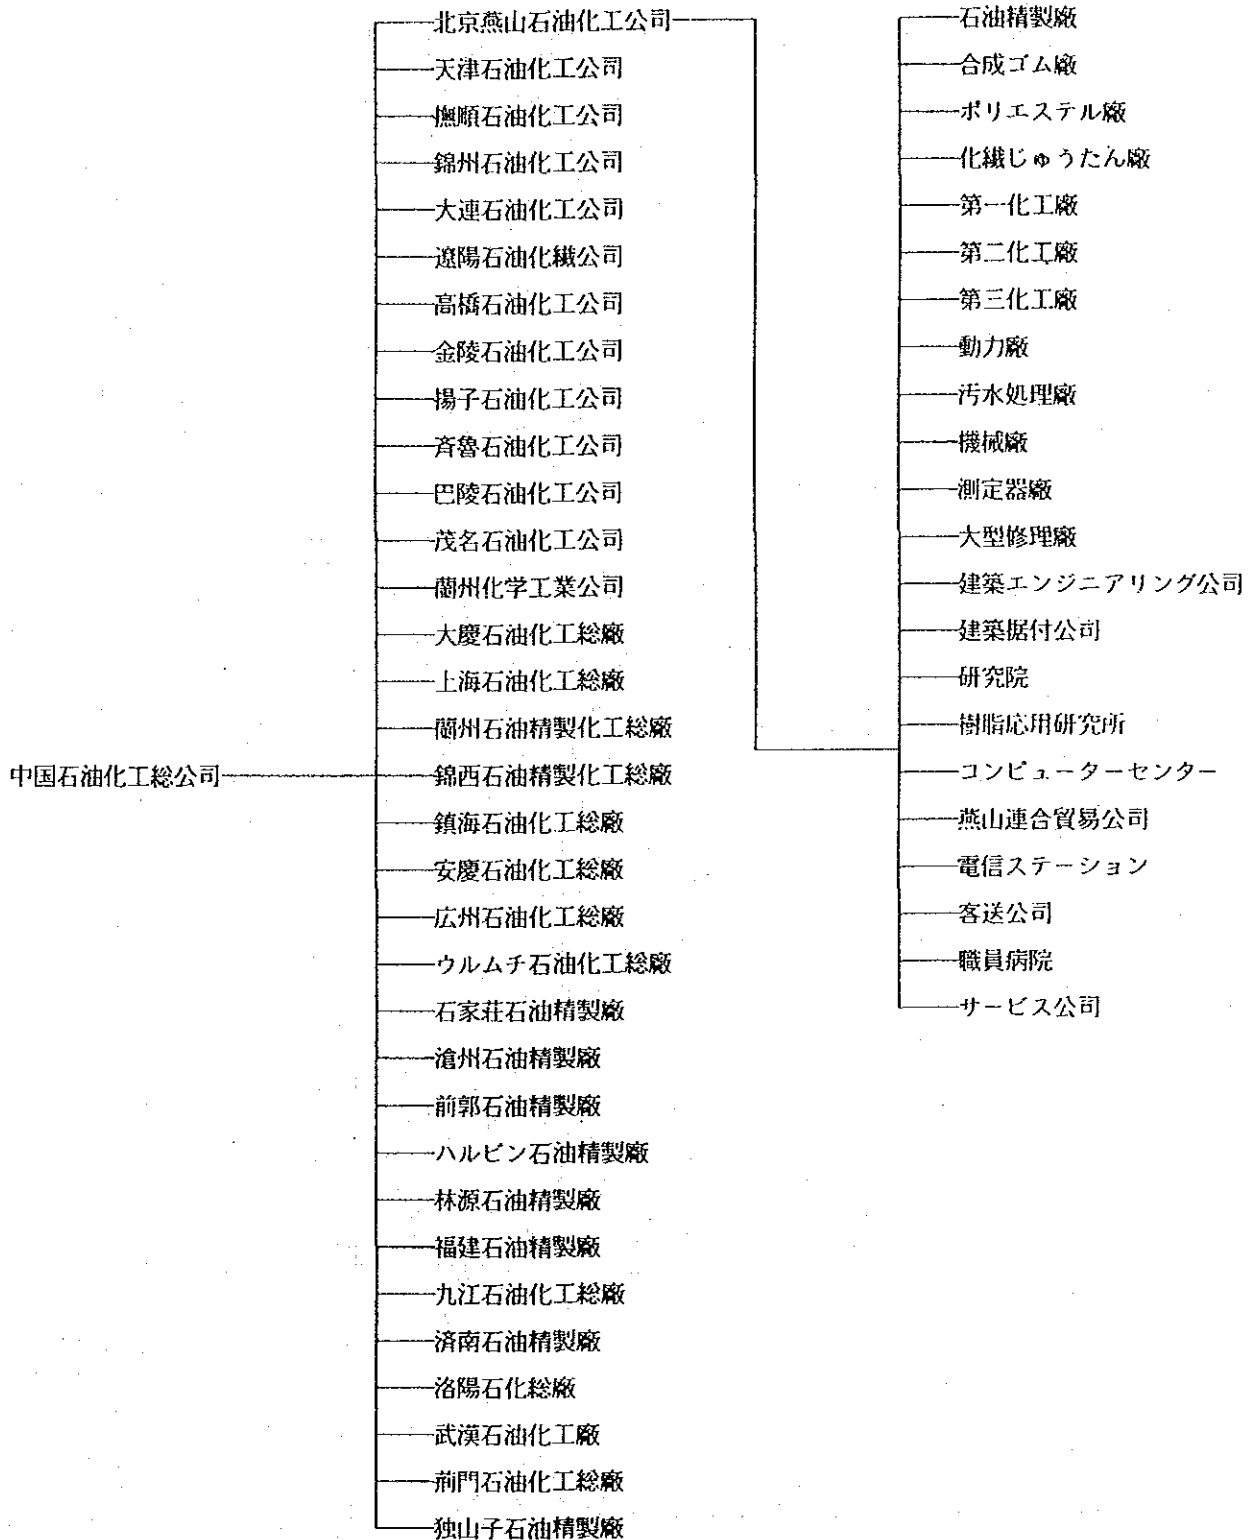 中国石油化工総公司
北京燕山石油化工公司
天津石油化工公司
撫順石油化工公司
錦州石油化工公司
大連石油化工公司
遼陽石油化繊公司
高橋石油化工公司
金陵石油化工公司
揚子石油化工公司
斉魯石油化工公司
巴陵石油化工公司
茂名石油化工公司
蘭州化学工業公司
大慶石油化工総廠
上海石油化工総廠
蘭州石油精製化工総廠
錦西石油精製化工総廠
鎮海石油化工総廠
安慶石油化工総廠
広州石油化工総廠
ウルムチ石油化工総廠
石家荘石油精製廠
滄州石油精製廠
前郭石油精製廠
ハルピン石油精製廠
林源石油精製廠
福建石油精製廠
九江石油化工総廠
済南石油精製廠
洛陽石化総廠
武漢石油化工廠
荊門石油化工総廠
独山子石油精製廠
石油精製廠
合成ゴム廠
ポリエステル廠
化繊じゅうたん廠
第一化工廠
第二化工廠
第三化工廠
動力廠
汚水処理廠
機械廠
測定器廠
大型修理廠
建築エンジニアリング公司
建築据付公司
研究院
樹脂応用研究所
コンピューターセンター
燕山連合貿易公司
電信ステーション
客送公司
職員病院
サービス公司